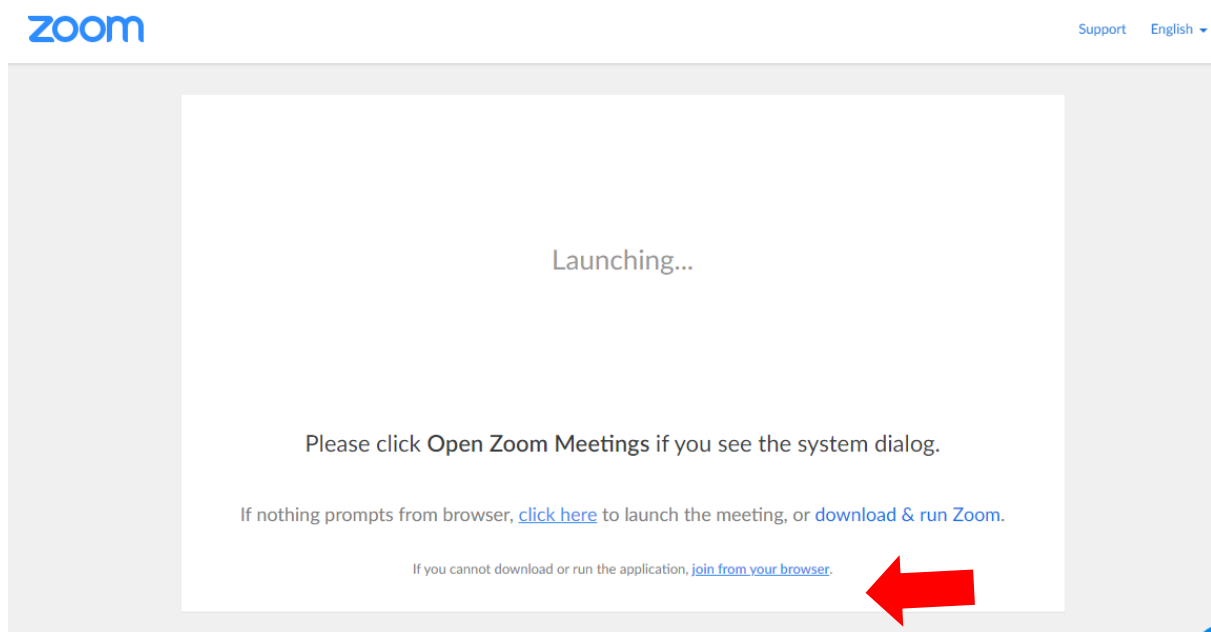 zoom
Support English
Launching...
Please click Open Zoom Meetings if you see the system dialog.
If nothing prompts from browser, click here to launch the meeting, or download & run Zoom.
If you cannot download or run the application, join from your browser.